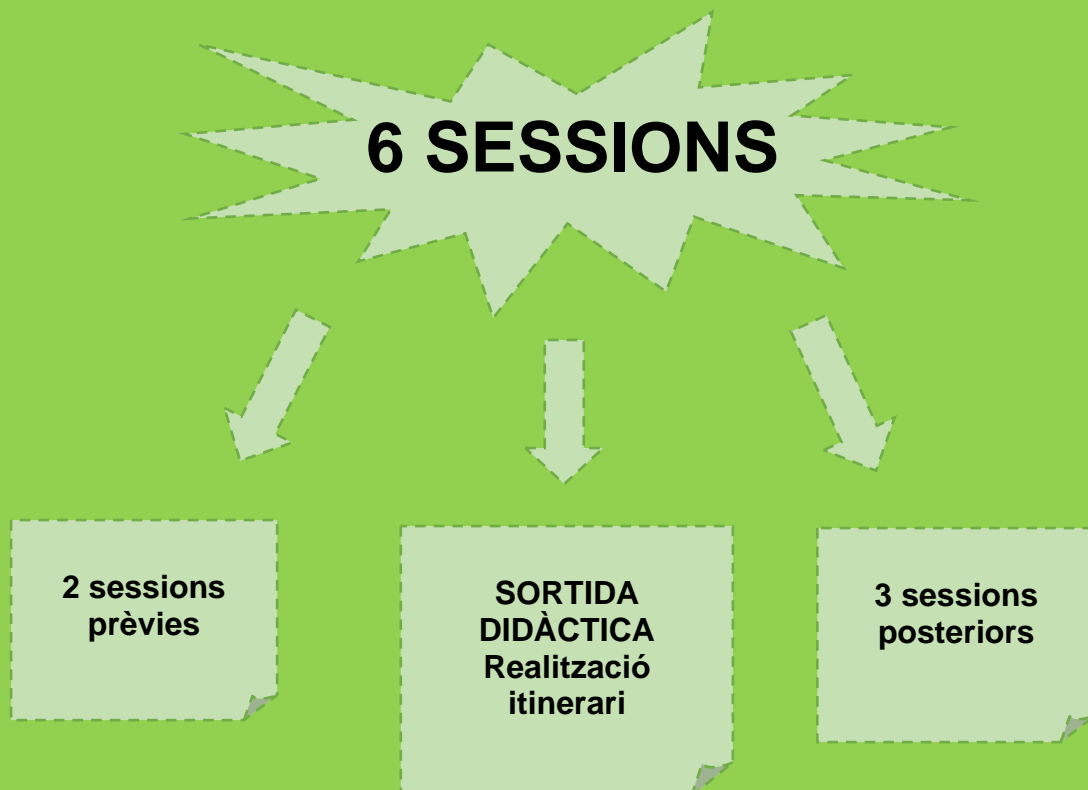 6 SESSIONS
2 sessions
prèvies
SORTIDA
DIDÀCTICA
Realització
itinerari
3 sessions
posteriors